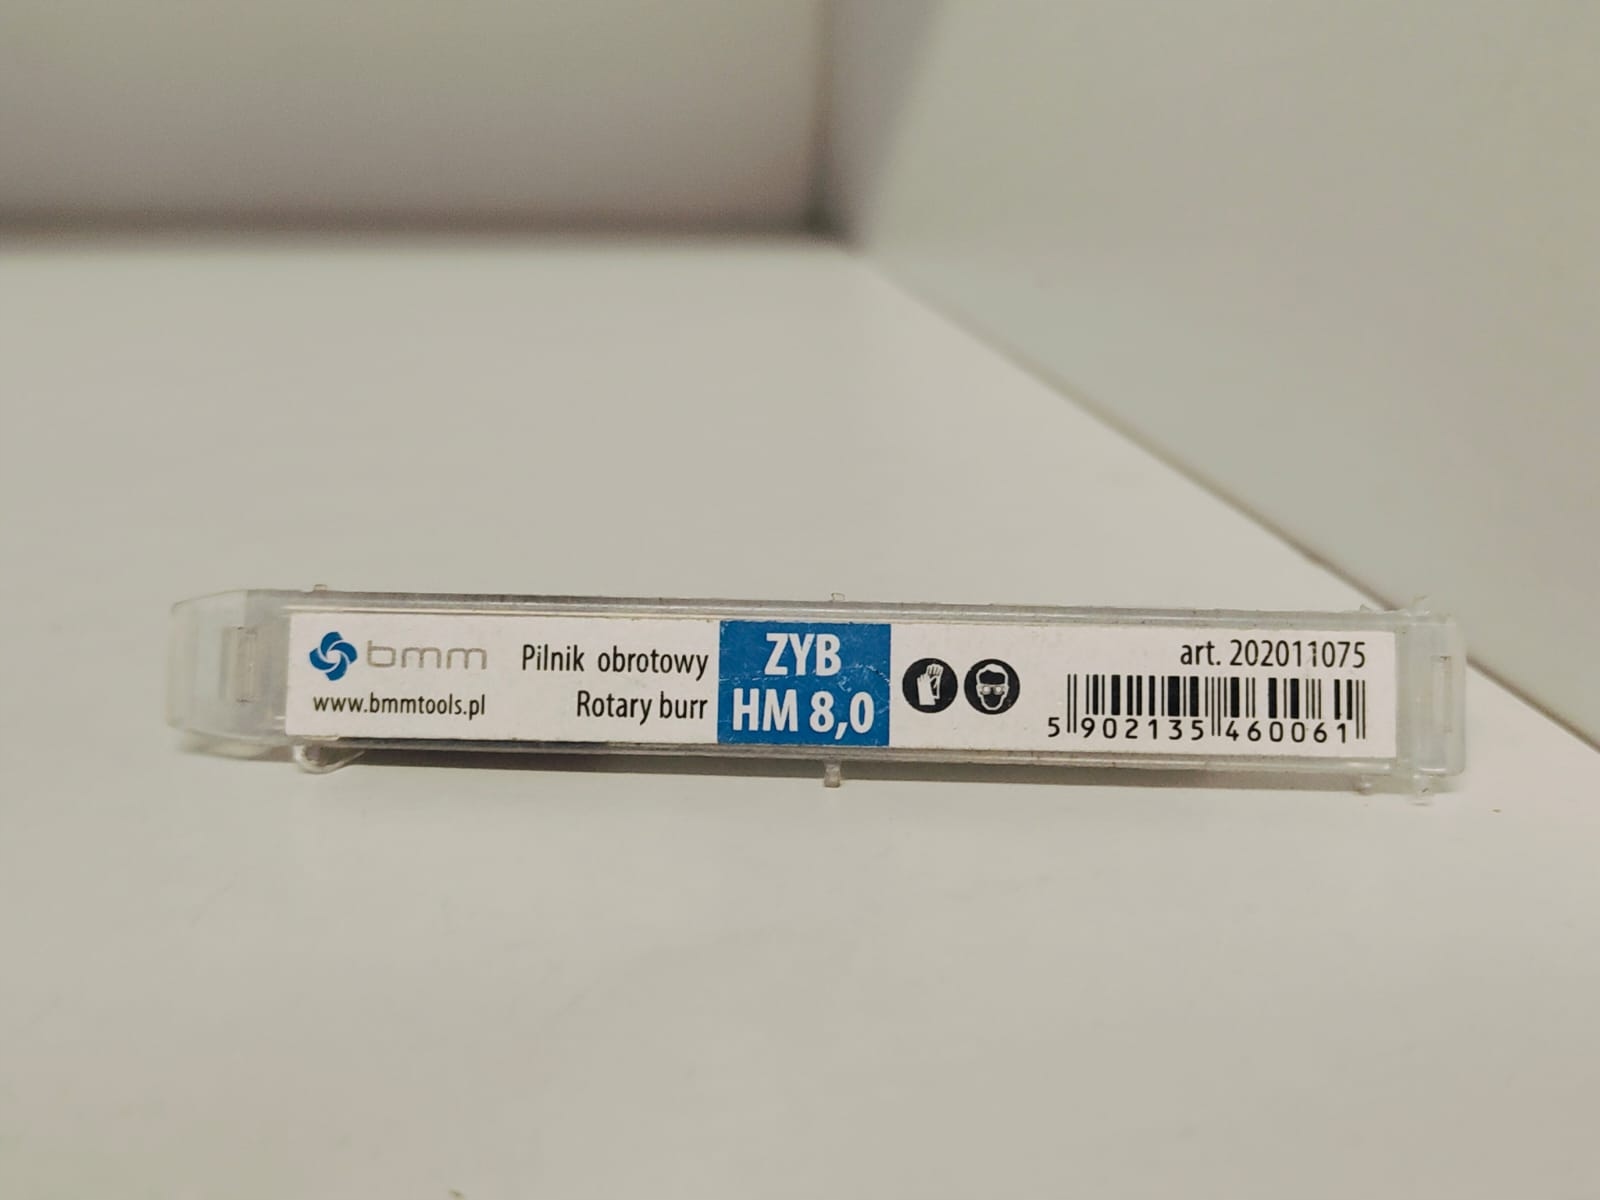 bmm
www.bmmtools.pl
Pilnik obrotowy
Rotary burr
ZYB
HM 8,0
art. 202011075
5 902135 460061